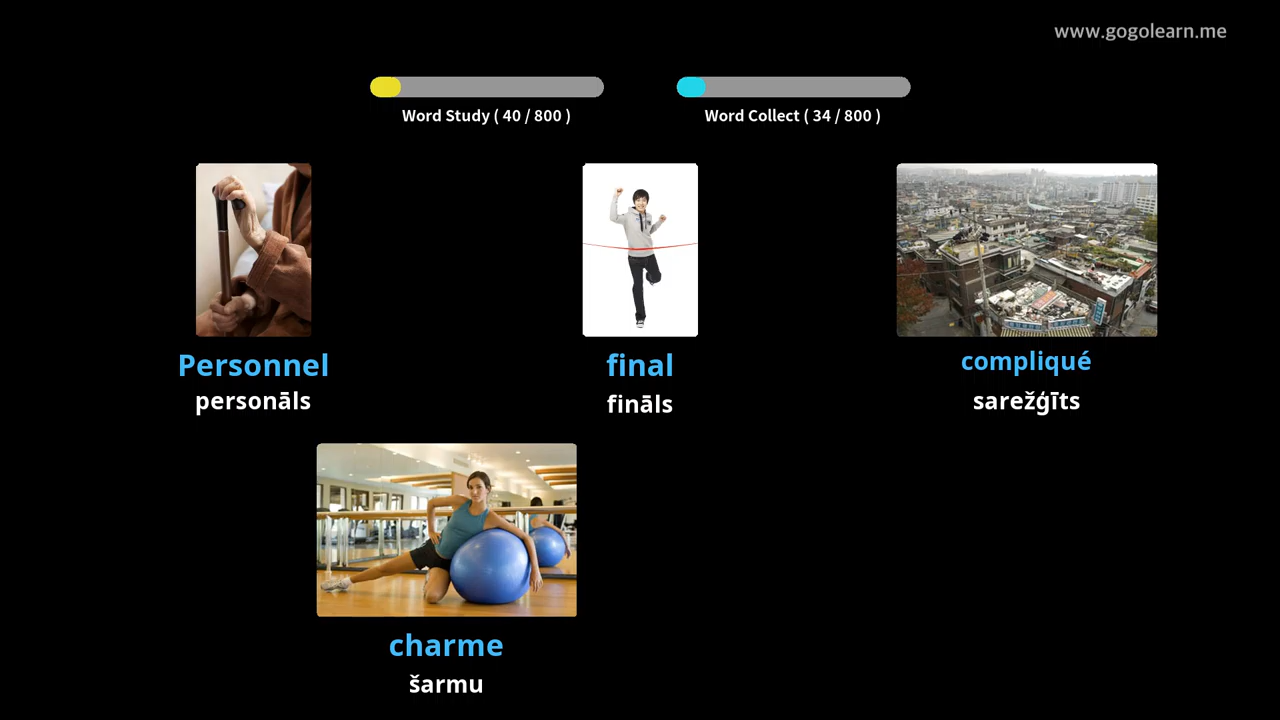 www.gogolearn.me
Word Study ( 40 / 800 )
Word Collect ( 34 / 800 )
Personnel
personāls
final
fināls
compliqué
sarežģīts
charme
šarmu